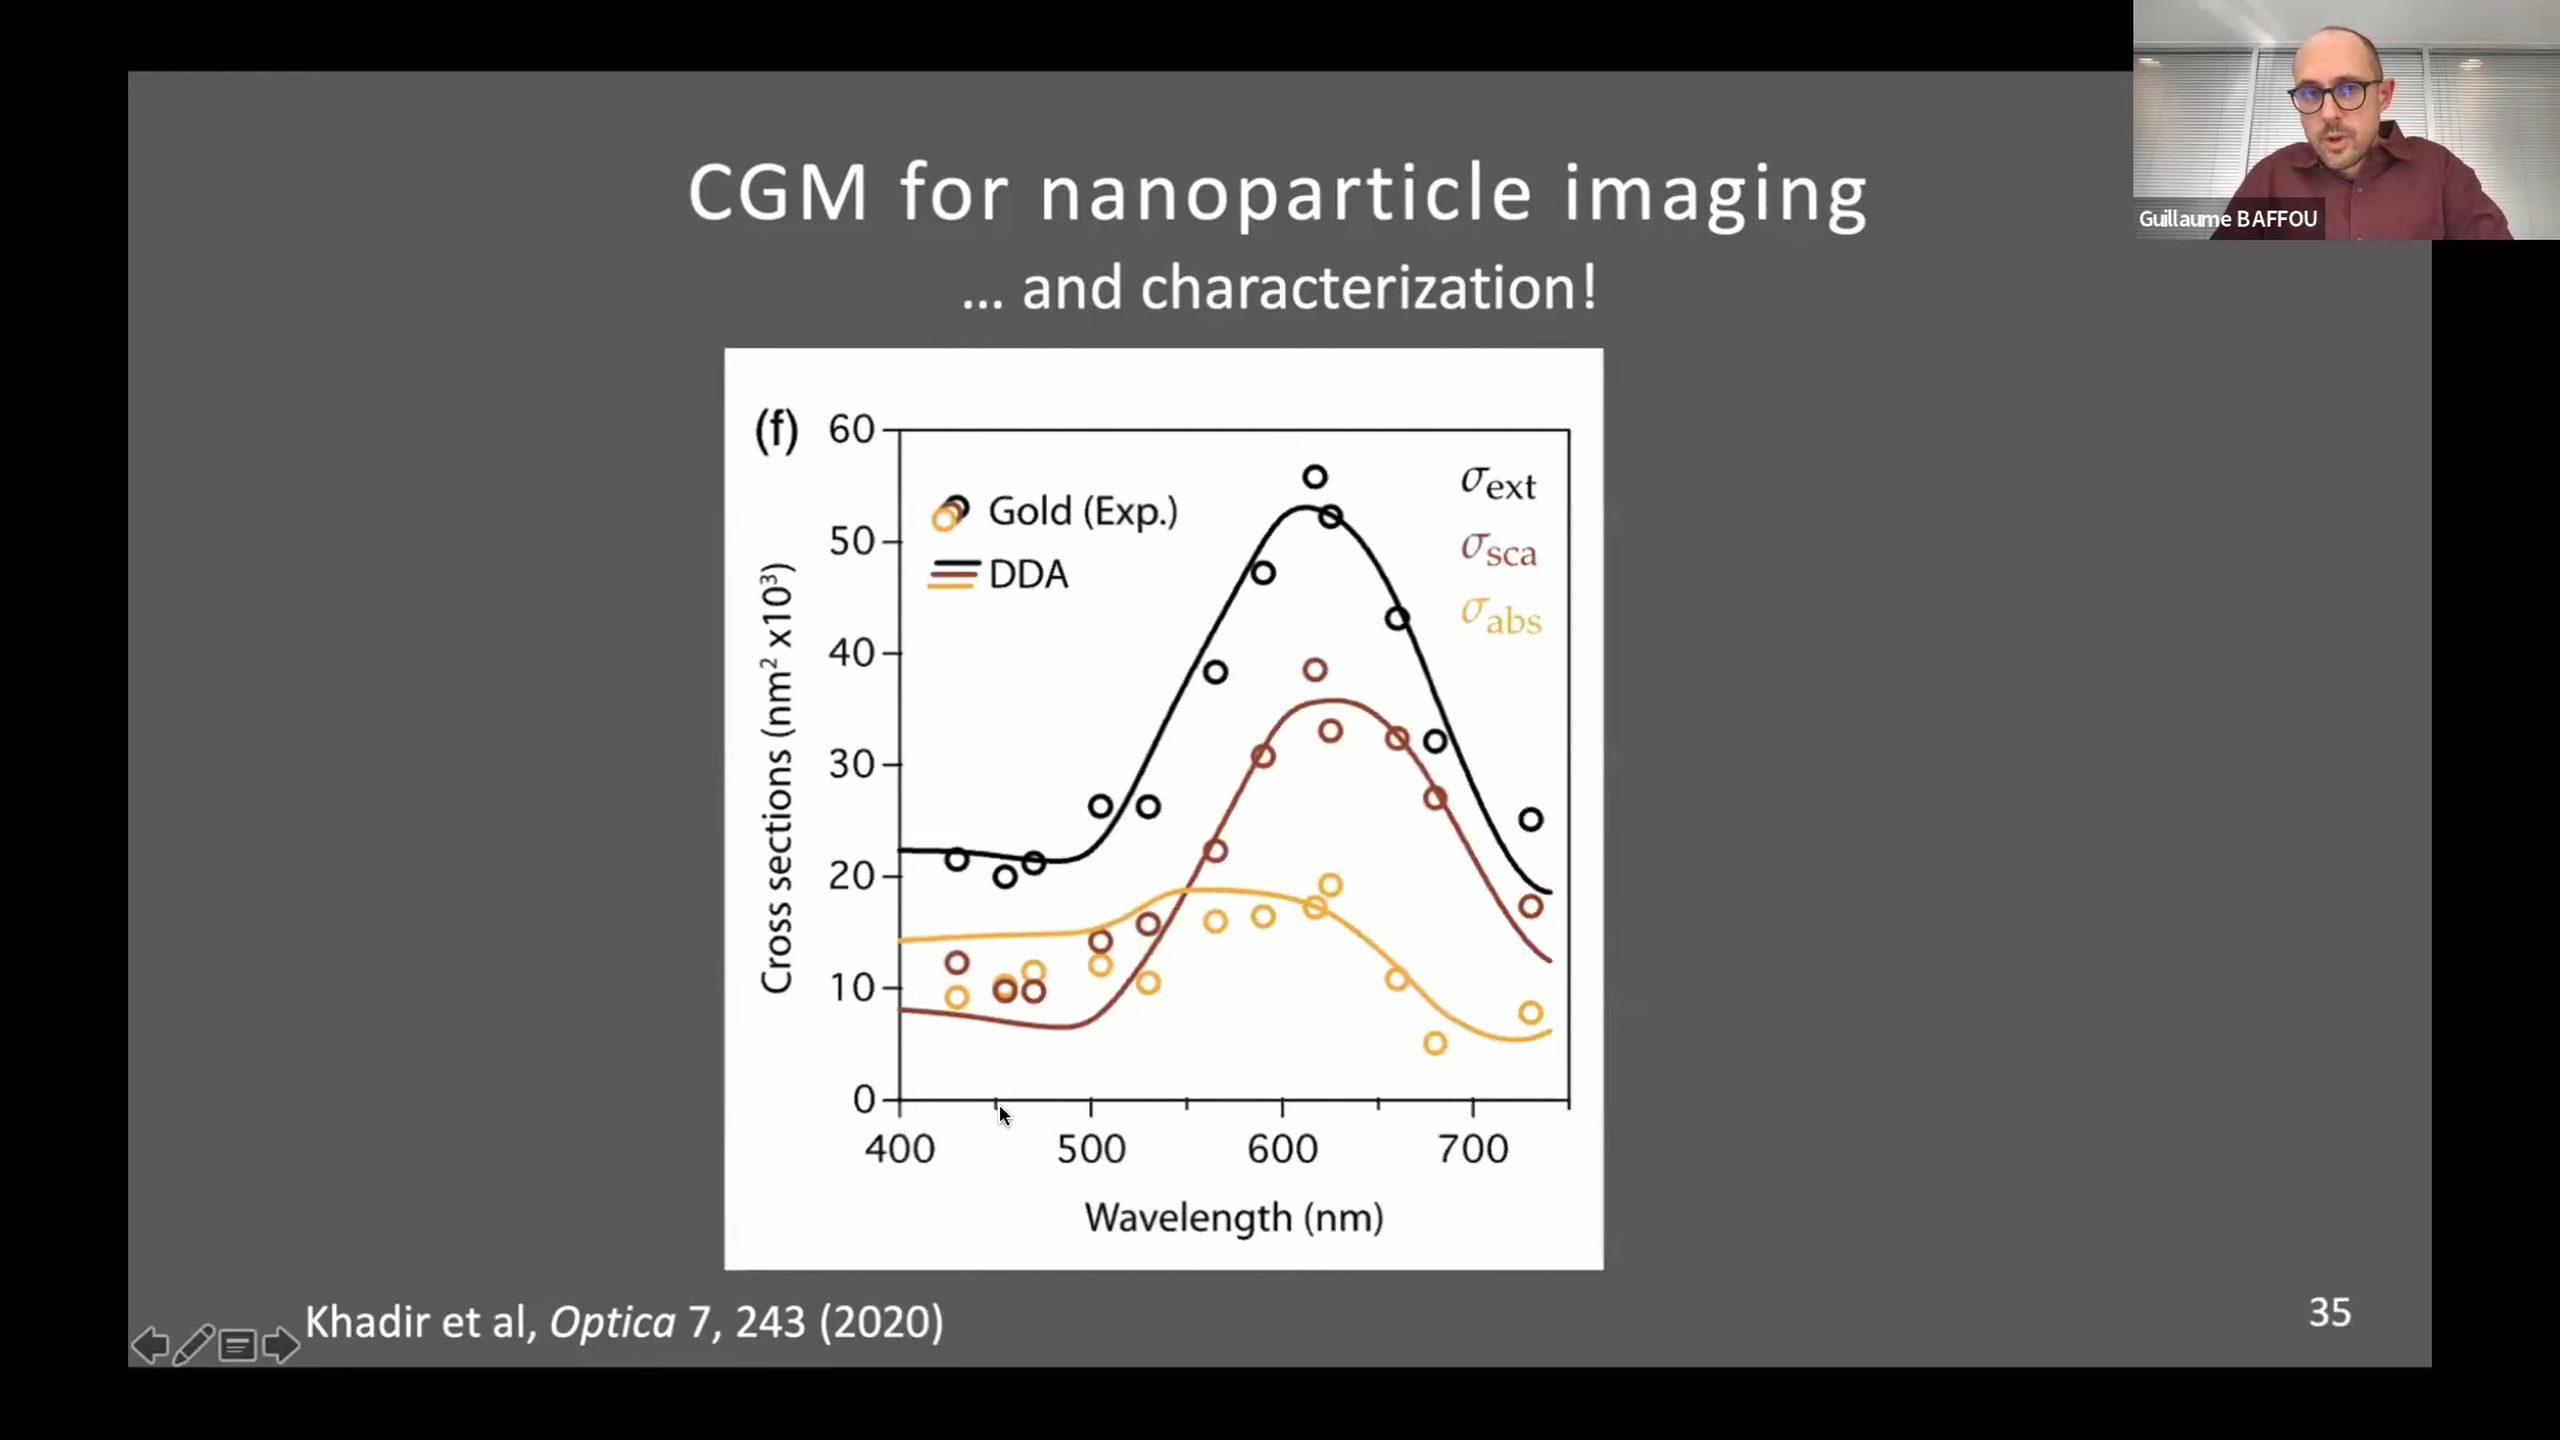 CGM for nanoparticle imaging
... and characterization!
Guillaume BAFFOU
(f)
60
50
40
30
20
10
0
Cross sections (nm² x10³)
Gold (Exp.)
DDA
σext
σsca
σabs
400 500 600 700
Wavelength (nm)
Khadir et al, Optica 7, 243 (2020)
35